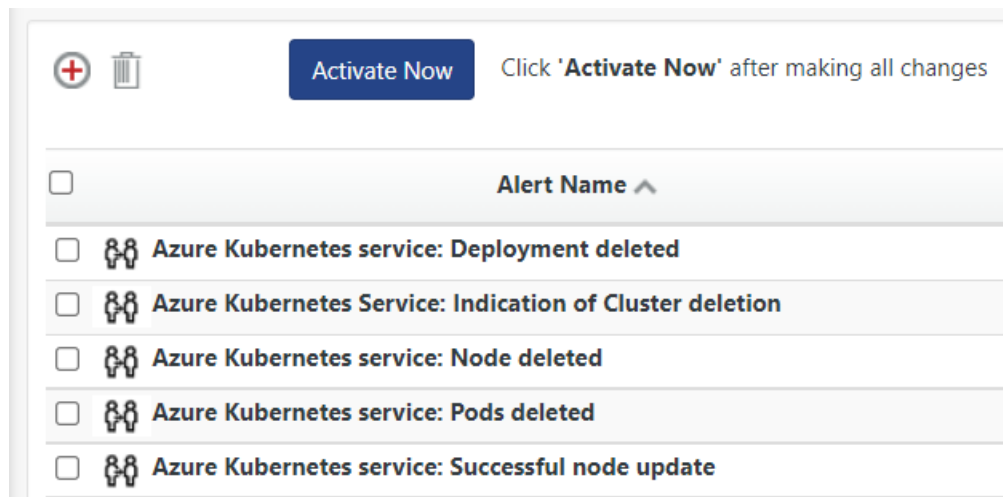 Activate Now Click 'Activate Now' after making all changes
Alert Name
Azure Kubernetes service: Deployment deleted
Azure Kubernetes Service: Indication of Cluster deletion
Azure Kubernetes service: Node deleted
Azure Kubernetes service: Pods deleted
Azure Kubernetes service: Successful node update